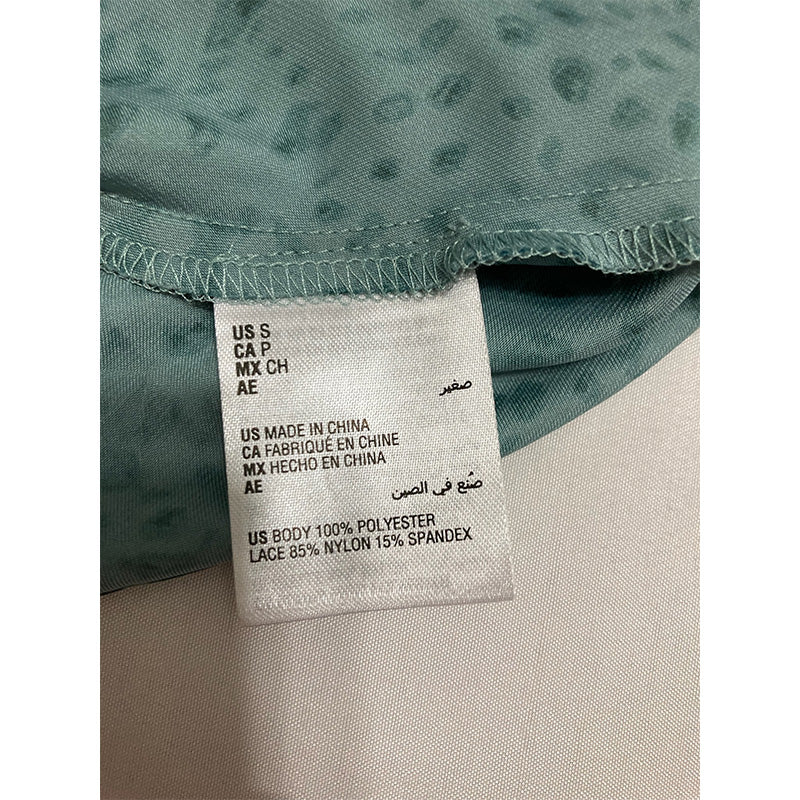 US S
CA P
MX CH
AE صغير
US MADE IN CHINA
CA FABRIQUÉ EN CHINE
MX HECHO EN CHINA
AE صُنع في الصين
US BODY 100% POLYESTER
LACE 85% NYLON 15% SPANDEX